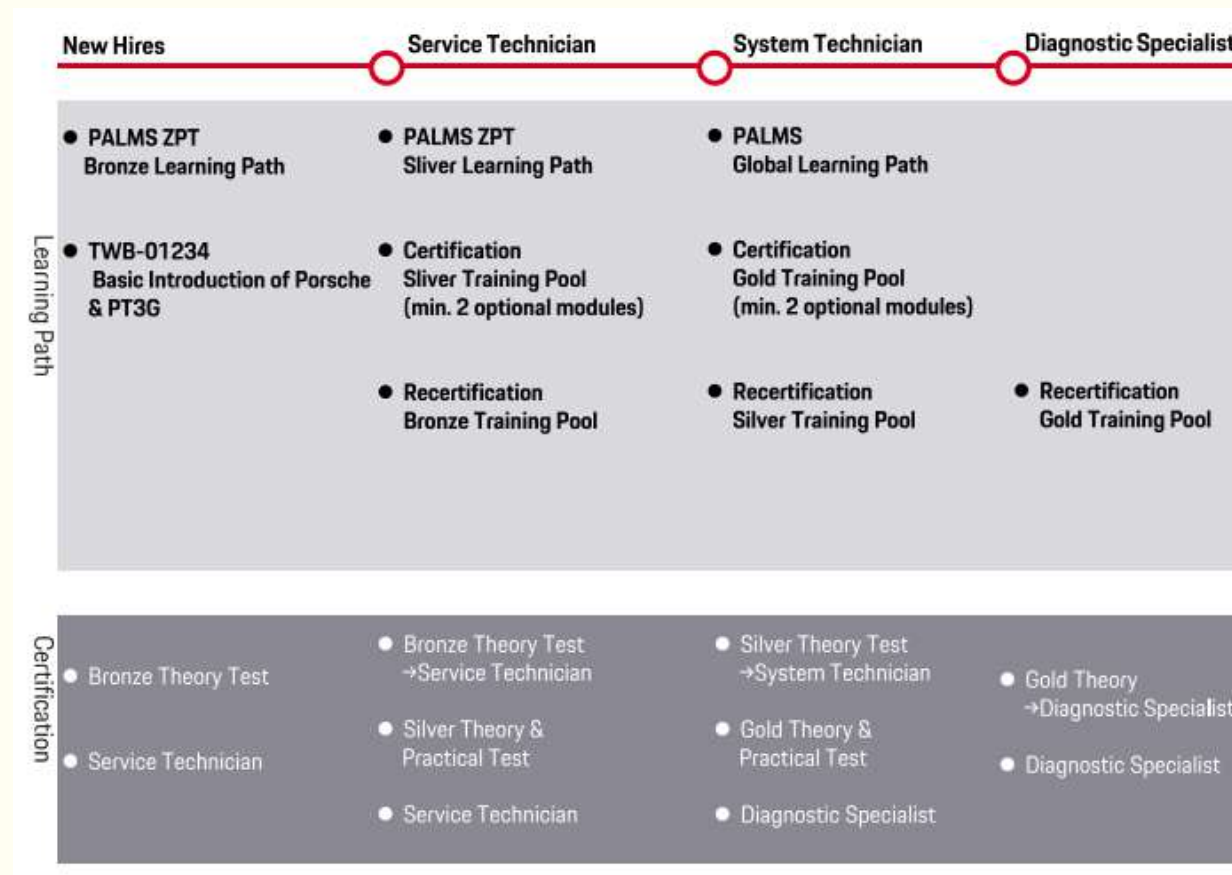 New Hires
Service Technician
System Technician
Diagnostic Specialist
Learning Path
● PALMS ZPT
Bronze Learning Path
● TWB-01234
Basic Introduction of Porsche
& PT3G
● PALMS ZPT
Sliver Learning Path
● Certification
Sliver Training Pool
(min. 2 optional modules)
● Recertification
Bronze Training Pool
● PALMS
Global Learning Path
● Certification
Gold Training Pool
(min. 2 optional modules)
● Recertification
Silver Training Pool
● Recertification
Gold Training Pool
Certification
● Bronze Theory Test
● Service Technician
● Bronze Theory Test
→Service Technician
● Silver Theory &
Practical Test
● Service Technician
● Silver Theory Test
→System Technician
● Gold Theory &
Practical Test
● Diagnostic Specialist
● Gold Theory
→Diagnostic Specialist
● Diagnostic Specialist